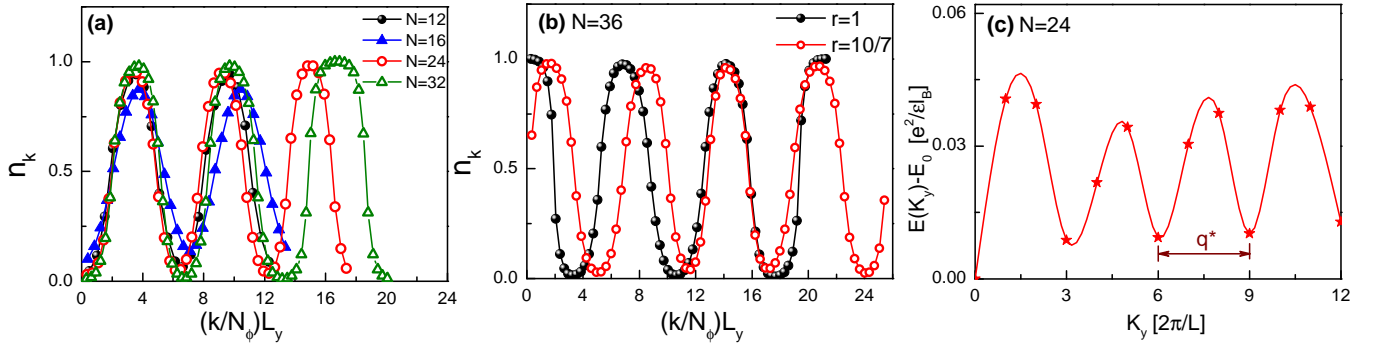 (a)
N=12
N=16
N=24
N=32
1.0
0.5
0.0
n_k
0 4 8 12 16 20 24
(k/N_ϕ)L_y
(b) N=36
r=1
r=10/7
1.0
0.5
0.0
n_k
0 4 8 12 16 20 24
(k/N_ϕ)L_y
(c) N=24
0.06
0.03
0.00
E(K_y)-E_0 [e²/εl_B]
q*
0 3 6 9 12
K_y [2π/L]